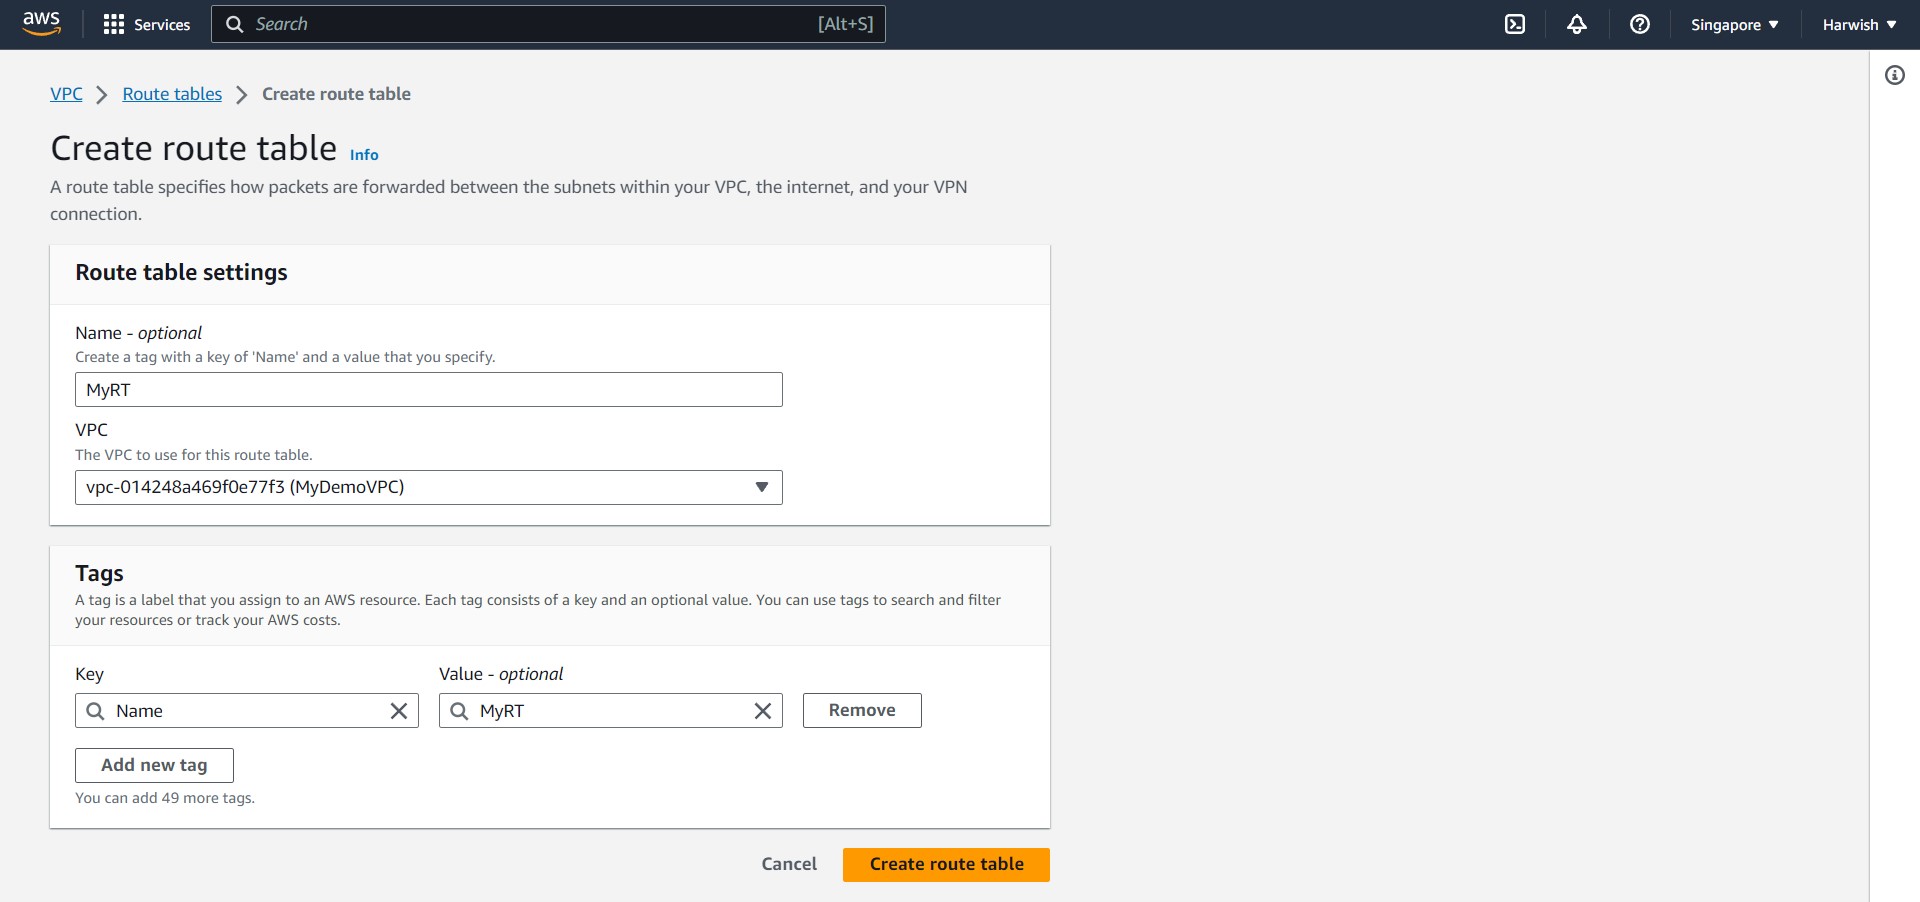 aws
Services
Search [Alt+S]
Singapore
Harwish
VPC
Route tables
Create route table
Create route table Info
A route table specifies how packets are forwarded between the subnets within your VPC, the internet, and your VPN
connection.
Route table settings
Name - optional
Create a tag with a key of 'Name' and a value that you specify.
MyRT
VPC
The VPC to use for this route table.
vpc-014248a469f0e77f3 (MyDemoVPC)
Tags
A tag is a label that you assign to an AWS resource. Each tag consists of a key and an optional value. You can use tags to search and filter
your resources or track your AWS costs.
Key
Value - optional
Name
MyRT
Remove
Add new tag
You can add 49 more tags.
Cancel
Create route table